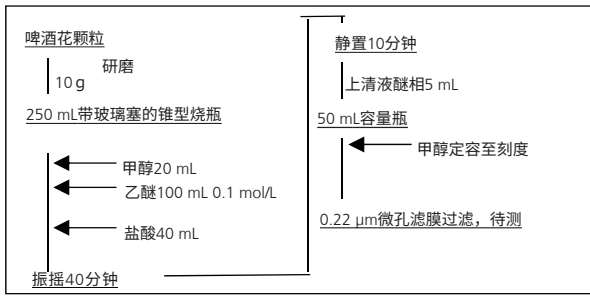 啤酒花颗粒
研磨
10 g
250 mL带玻璃塞的锥型烧瓶
甲醇20 mL
乙醚100 mL 0.1 mol/L
盐酸40 mL
振摇40分钟
静置10分钟
上清液醚相5 mL
50 mL容量瓶
甲醇定容至刻度
0.22 μm微孔滤膜过滤，待测